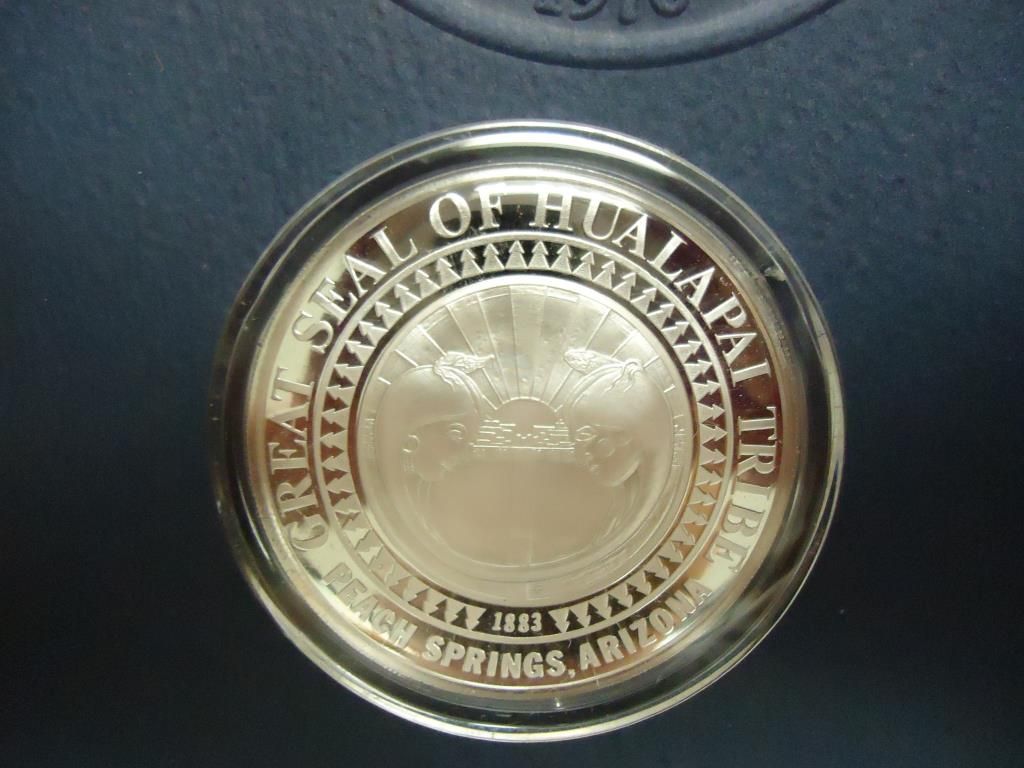 GREAT SEAL OF HUALAPAI TRIBE
1883
PEACH SPRINGS, ARIZONA